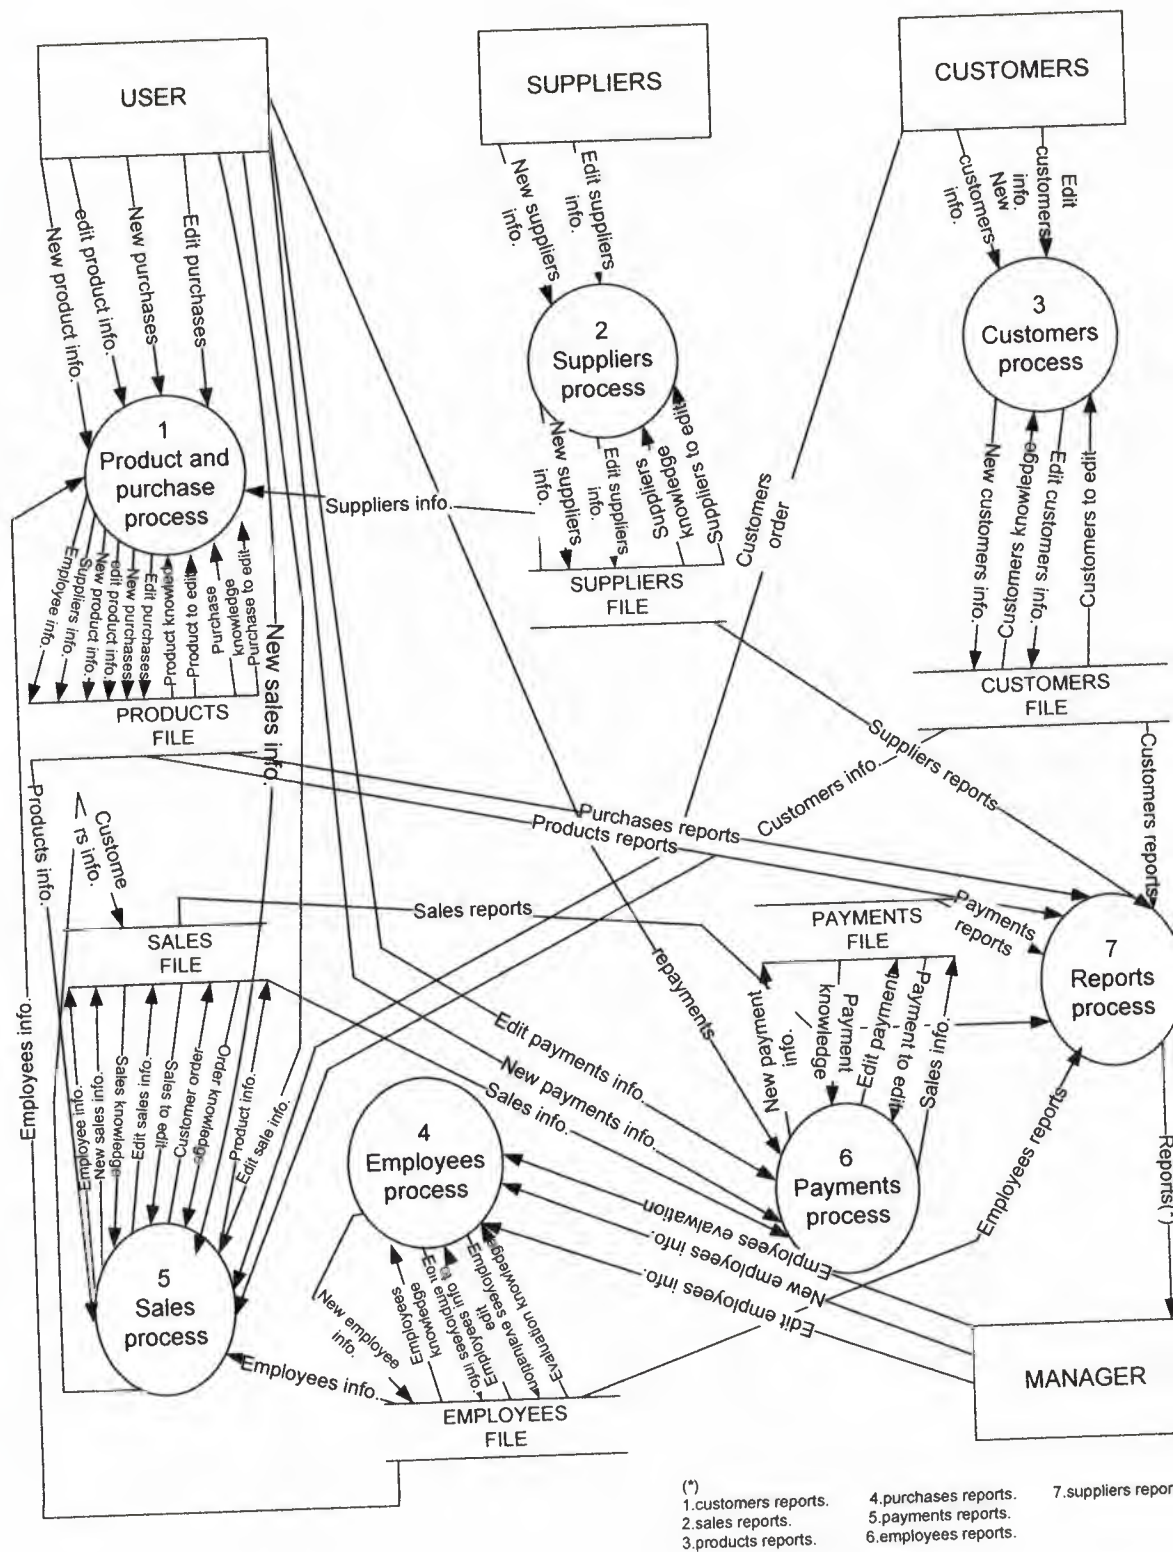 USER
SUPPLIERS
CUSTOMERS
New product info.
edit product info.
New purchases
Edit purchases
New suppliers
info.
Edit suppliers
info.
New
customers
info.
Edit
customers
info.
1
Product and
purchase
process
2
Suppliers
process
3
Customers
process
Suppliers info.
New suppliers
info.
Edit suppliers
info.
Suppliers
knowledge
Suppliers to edit
Customers
order
New customers info.
Customers knowledge
Edit customers info.
Customers to edit
Employee info.
Suppliers info.
New product info.
edit product info.
New purchases
Edit purchases
Product knowled
Product to edit
Purchase
knowledge
Purchase to edit
New sales info.
SUPPLIERS
FILE
PRODUCTS
FILE
CUSTOMERS
FILE
Products info.
Custome
rs info.
Purchases reports
Products reports
Customers info.
Suppliers reports
Customers reports
Sales reports
SALES
FILE
PAYMENTS
FILE
Payments
reports
7
Reports
process
repayments
Employees info.
Employee info.
New sales info.
Sales knowledge
Edit sales info.
Sales to edit
Customer order
Order knowledge
Product info.
Edit sale info.
Edit payments info.
New payments info.
Sales info.
New payment
info.
Payment
knowledge
Edit payment
Payment to edit
Sales info.
4
Employees
process
6
Payments
process
Employees reports
Reports(*)
Employees evalwation
New employees info.
Edit employees info.
5
Sales
process
New employee
info.
Employees
knowledge
Employees
edit
Employees evaluation
Evaluation knowledge
Employees info.
EMPLOYEES
FILE
MANAGER
(*)
1.customers reports. 4.purchases reports. 7.suppliers repor
2.sales reports. 5.payments reports.
3.products reports. 6.employees reports.